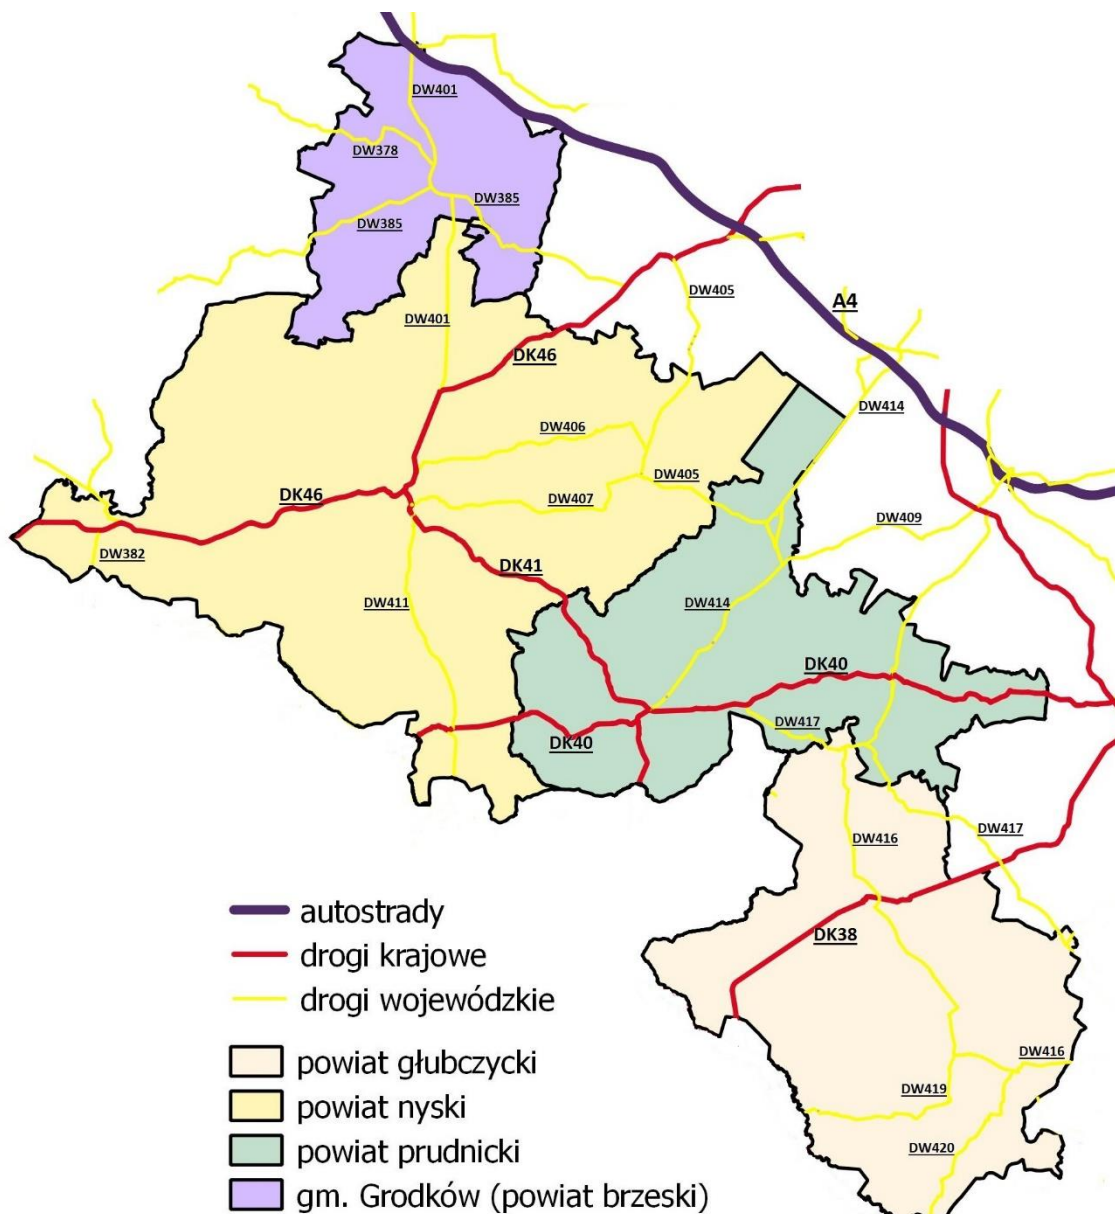 DW401
DW378
DW385
DW385
DW401
DW405
A4
DK46
DW414
DW406
DW405
DK46
DW407
DW409
DW382
DK41
DW411
DW414
DK40
DW417
DK40
DW416
DW417
DK38
autostrady
drogi krajowe
drogi wojewódzkie
powiat głubczycki
powiat nyski
powiat prudnicki
gm. Grodków (powiat brzeski)
DW416
DW419
DW420